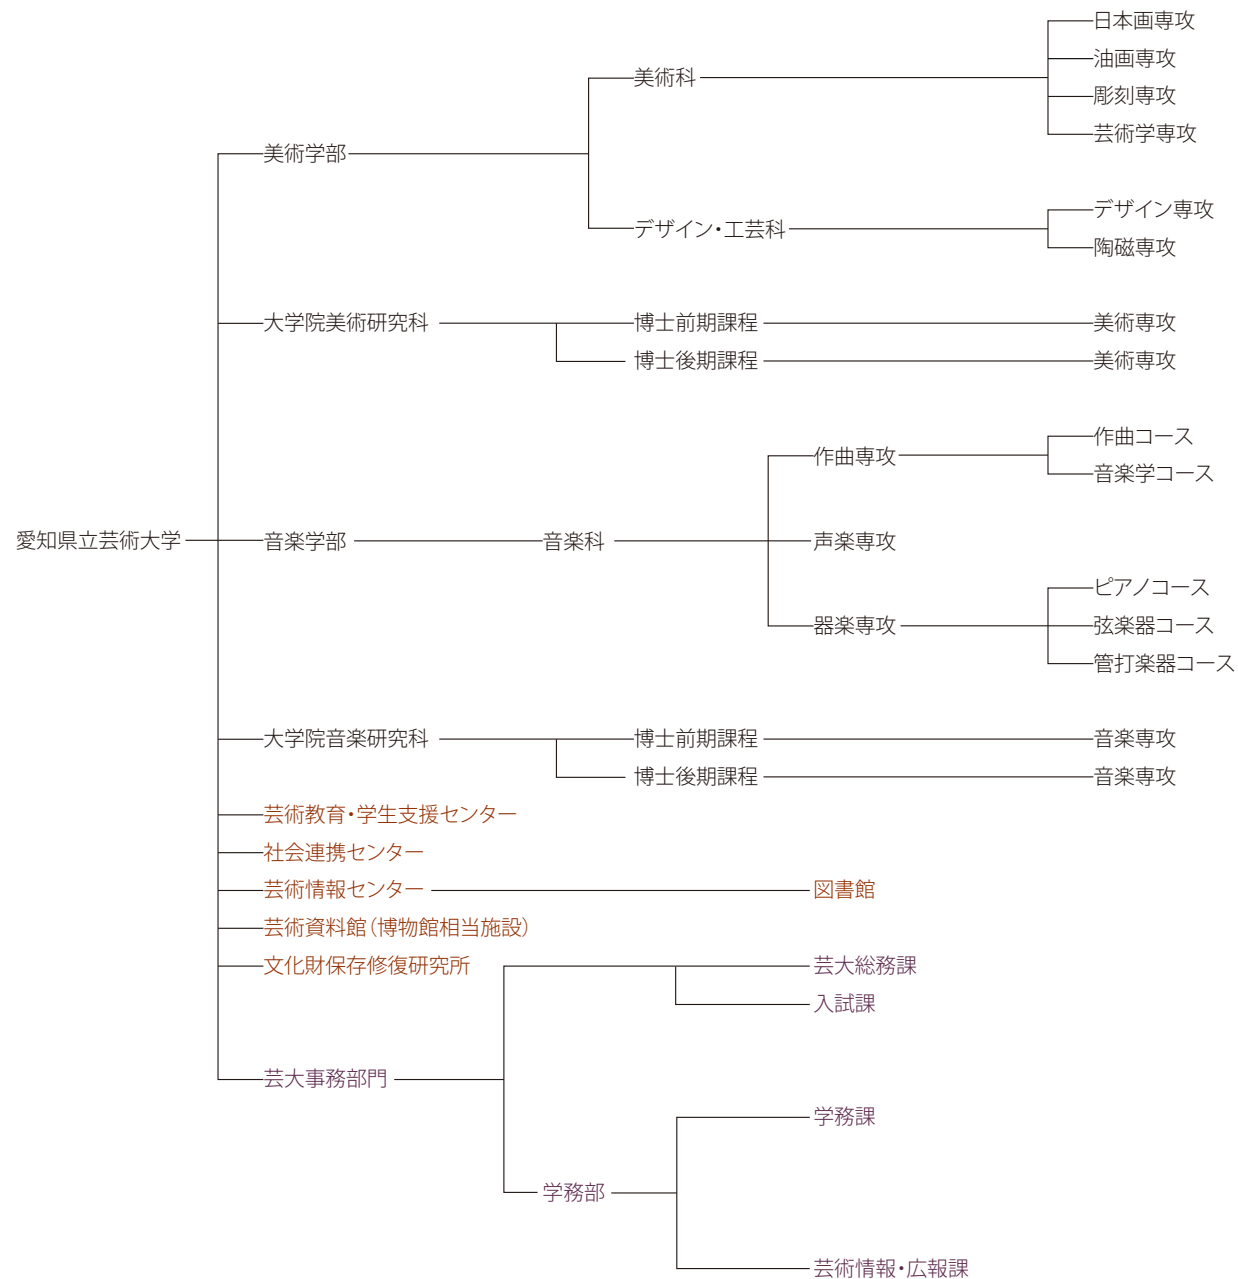 日本画専攻
油画専攻
美術科
彫刻専攻
芸術学専攻
美術学部
デザイン専攻
デザイン・工芸科
陶磁専攻
大学院美術研究科
博士前期課程
美術専攻
博士後期課程
美術専攻
作曲コース
作曲専攻
音楽学コース
愛知県立芸術大学
音楽学部
音楽科
声楽専攻
ピアノコース
器楽専攻
弦楽器コース
管打楽器コース
大学院音楽研究科
博士前期課程
音楽専攻
博士後期課程
音楽専攻
芸術教育・学生支援センター
社会連携センター
芸術情報センター
図書館
芸術資料館(博物館相当施設)
文化財保存修復研究所
芸大総務課
入試課
芸大事務部門
学務課
学務部
芸術情報・広報課